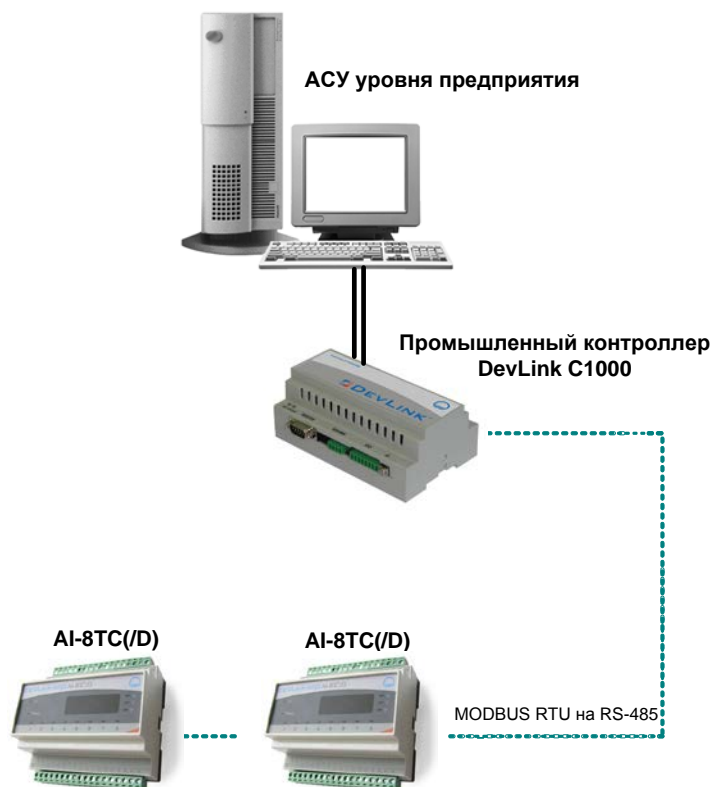 АСУ уровня предприятия
Промышленный контроллер
DevLink C1000
DEVLINK
AI-8TC(/D)
AI-8TC(/D)
MODBUS RTU на RS-485